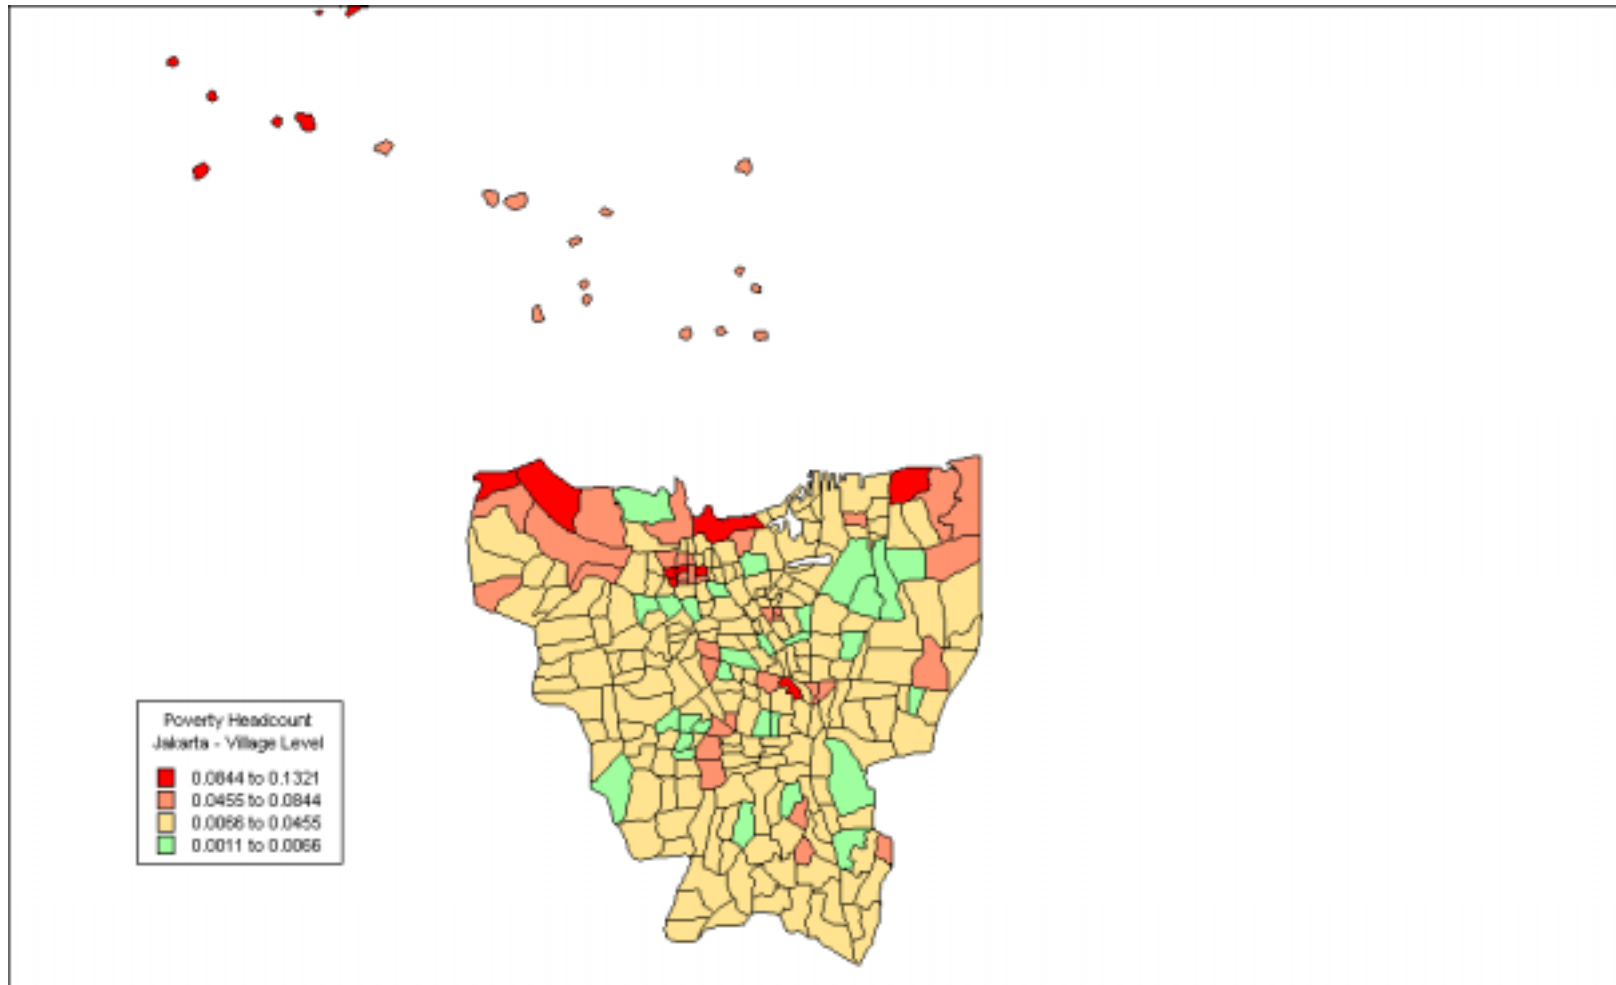 Poverty Headcount
Jakarta - Village Level
0.0844 to 0.1321
0.0455 to 0.0844
0.0066 to 0.0455
0.0011 to 0.0066